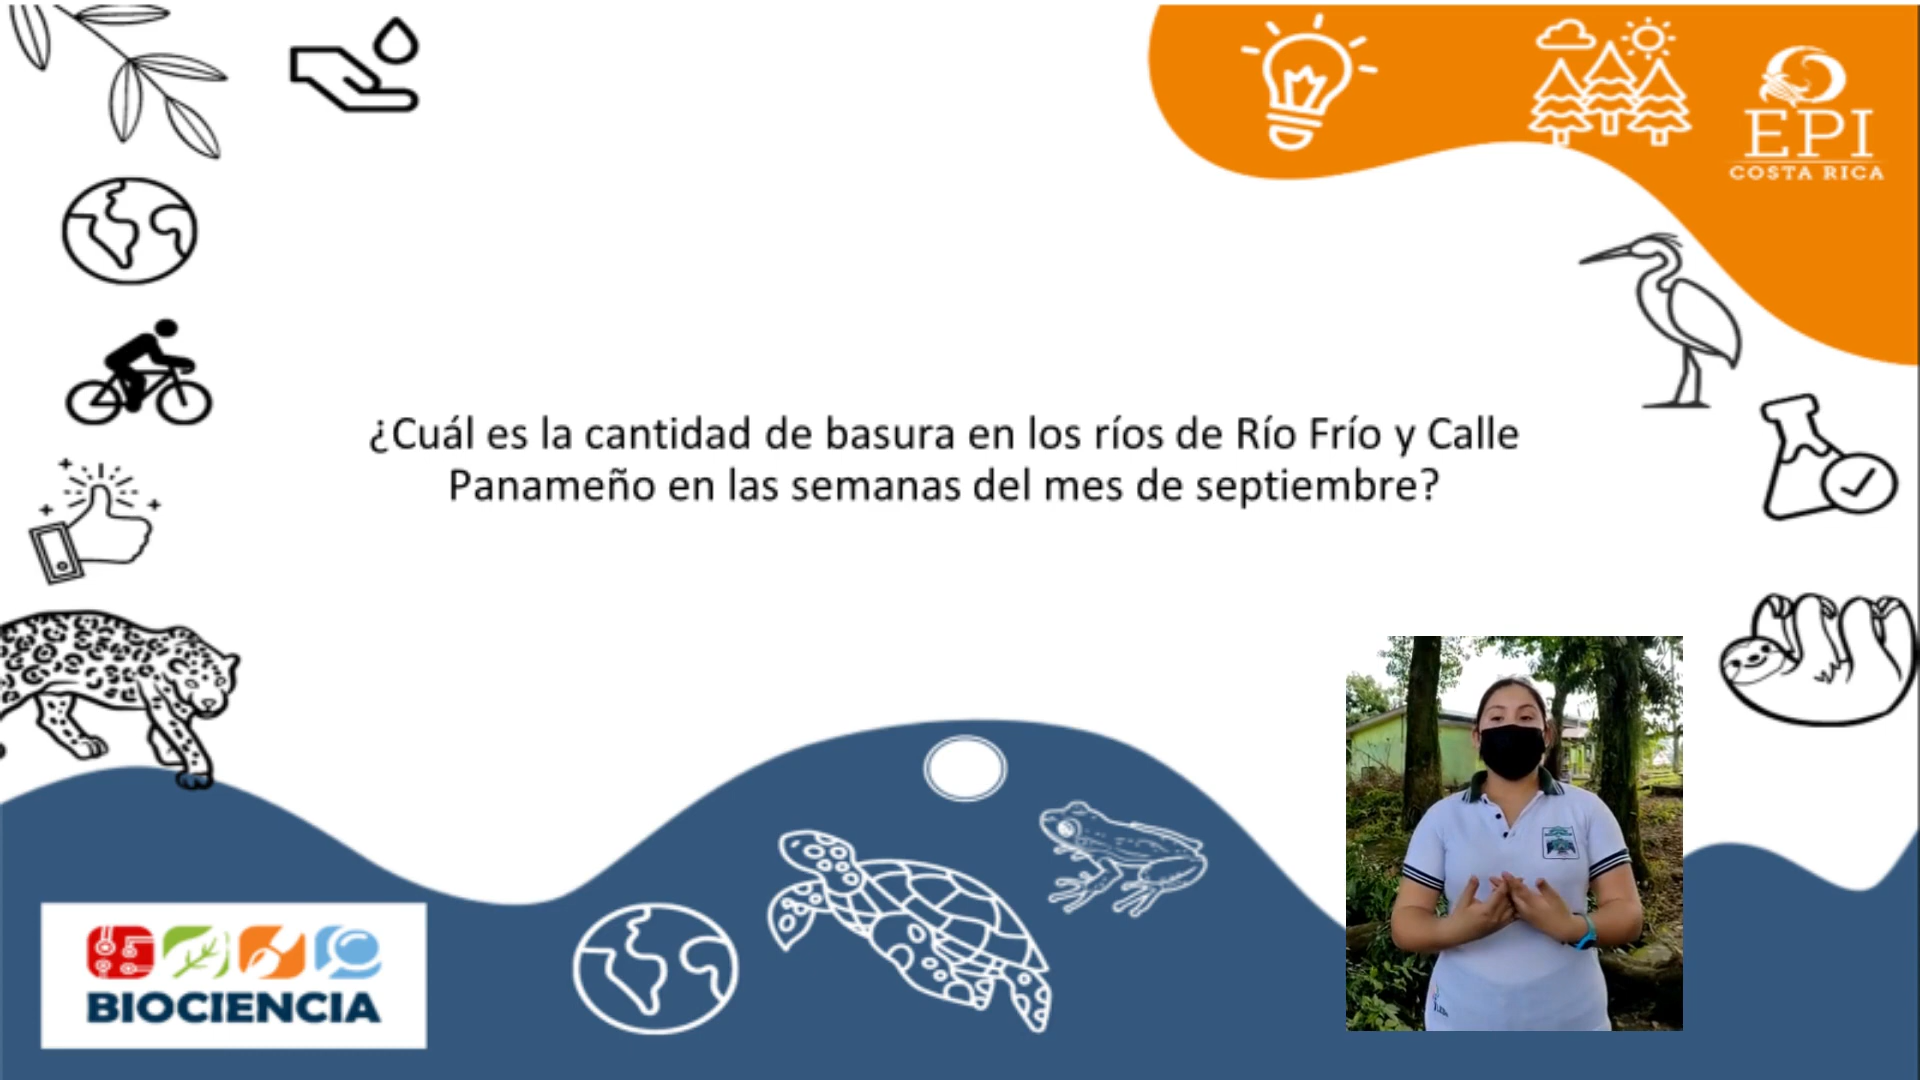 EPI
COSTA RICA
¿Cuál es la cantidad de basura en los ríos de Río Frío y Calle
Panameño en las semanas del mes de septiembre?
BIOCIENCIA